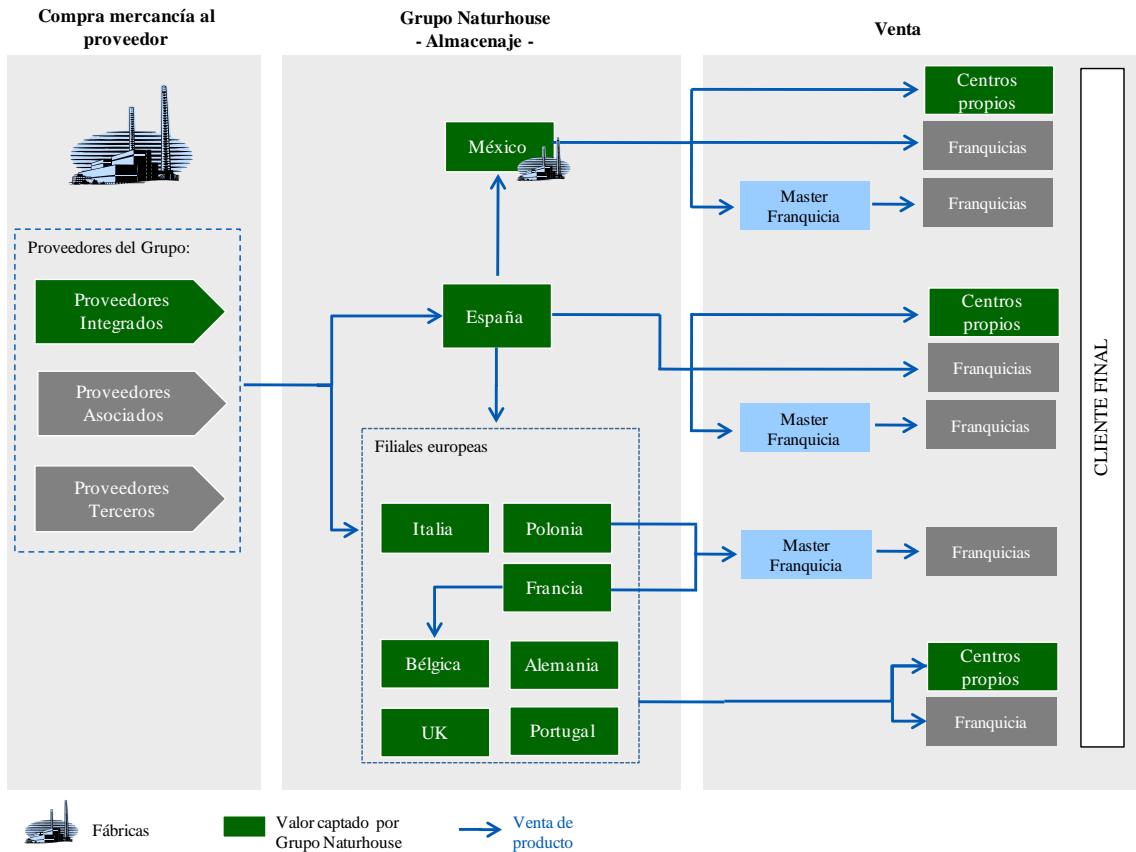 Compra mercancía al
proveedor
Grupo Naturhouse
- Almacenaje -
Venta
Proveedores del Grupo:
Proveedores
Integrados
Proveedores
Asociados
Proveedores
Terceros
México
España
Filiales europeas
Italia
Polonia
Francia
Bélgica
Alemania
UK
Portugal
Centros
propios
Franquicias
Master
Franquicia
Franquicias
Centros
propios
Franquicias
Master
Franquicia
Franquicias
Master
Franquicia
Franquicias
Centros
propios
Franquicia
CLIENTE FINAL
Fábricas
Valor captado por
Grupo Naturhouse
Venta de
producto